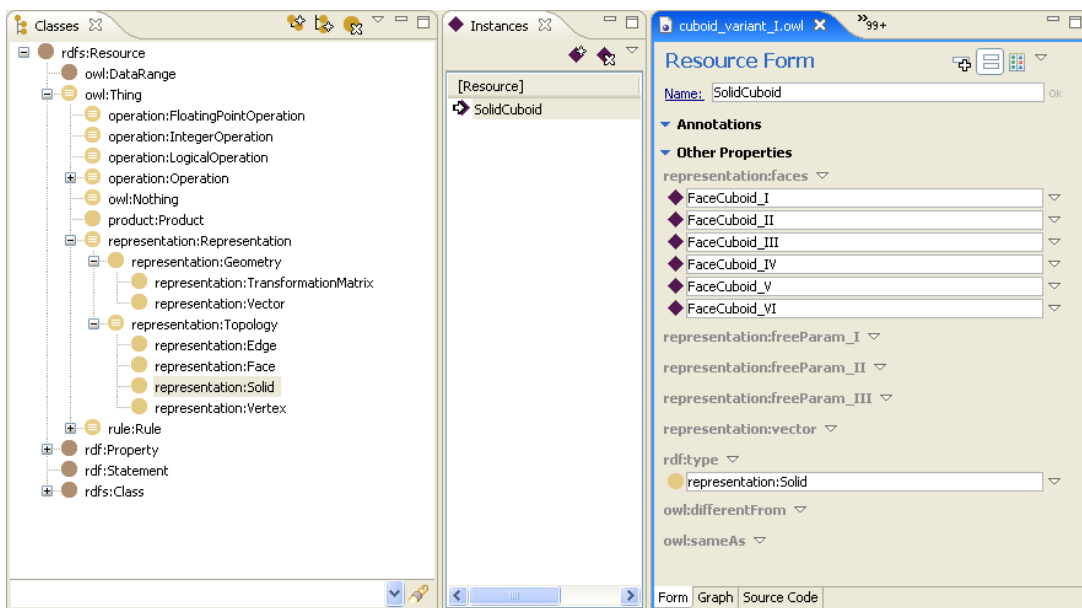 Classes
rdfs:Resource
owl:DataRange
owl:Thing
operation:FloatingPointOperation
operation:IntegerOperation
operation:LogicalOperation
operation:Operation
owl:Nothing
product:Product
representation:Representation
representation:Geometry
representation:TransformationMatrix
representation:Vector
representation:Topology
representation:Edge
representation:Face
representation:Solid
representation:Vertex
rule:Rule
rdf:Property
rdf:Statement
rdfs:Class
Instances
[Resource]
SolidCuboid
cuboid_variant_I.owl
»99+
Resource Form
Name: SolidCuboid Ok
Annotations
Other Properties
representation:faces
FaceCuboid_I
FaceCuboid_II
FaceCuboid_III
FaceCuboid_IV
FaceCuboid_V
FaceCuboid_VI
representation:freeParam_I
representation:freeParam_II
representation:freeParam_III
representation:vector
rdf:type
representation:Solid
owl:differentFrom
owl:sameAs
Form Graph Source Code